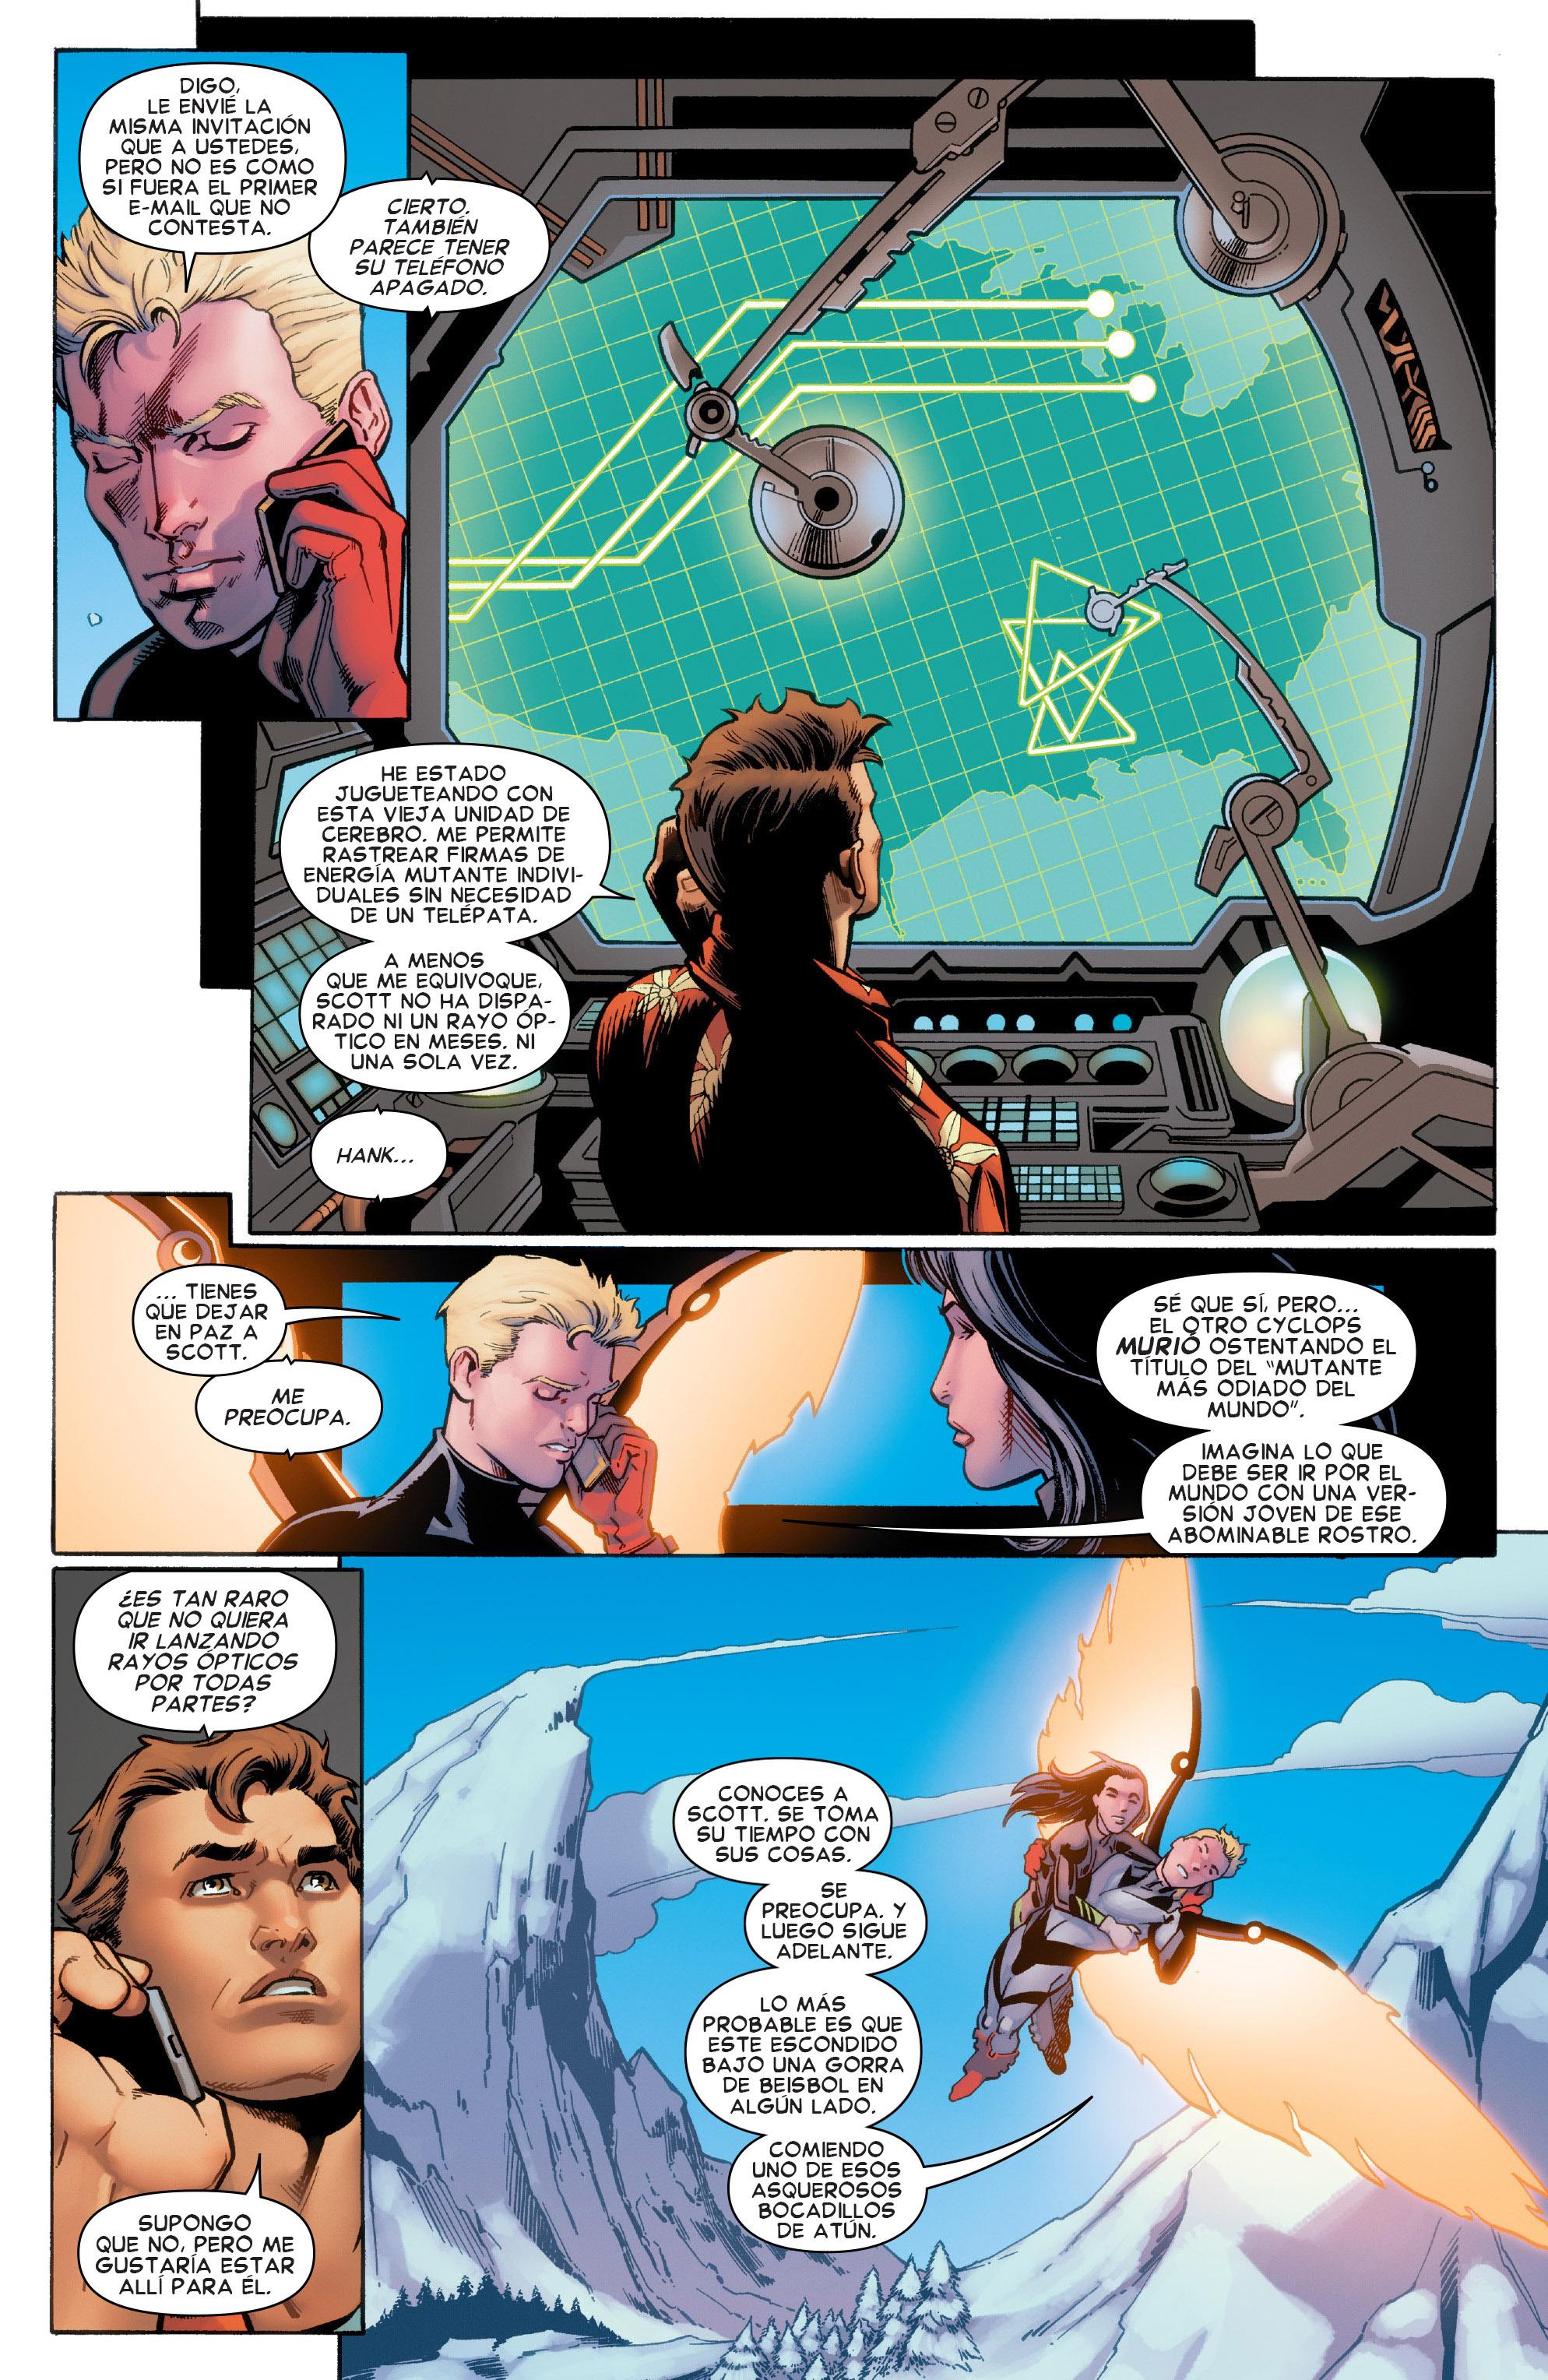 DIGO,
LE ENVIÉ LA
MISMA INVITACIÓN
QUE A USTEDES,
PERO NO ES COMO
SI FUERA EL PRIMER
E-MAIL QUE NO
CONTESTA.
CIERTO.
TAMBIÉN
PARECE TENER
SU TELÉFONO
APAGADO.
HE ESTADO
JUGUETEANDO CON
ESTA VIEJA UNIDAD DE
CEREBRO. ME PERMITE
RASTREAR FIRMAS DE
ENERGÍA MUTANTE INDIVI-
DUALES SIN NECESIDAD
DE UN TELÉPATA.
A MENOS
QUE ME EQUIVOQUE,
SCOTT NO HA DISPA-
RADO NI UN RAYO ÓP-
TICO EN MESES. NI
UNA SOLA VEZ.
HANK...
... TIENES
QUE DEJAR
EN PAZ A
SCOTT.
ME
PREOCUPA.
SÉ QUE SÍ, PERO...
EL OTRO CYCLOPS
MURIÓ OSTENTANDO EL
TÍTULO DEL "MUTANTE
MÁS ODIADO DEL
MUNDO".
IMAGINA LO QUE
DEBE SER IR POR EL
MUNDO CON UNA VER-
SIÓN JOVEN DE ESE
ABOMINABLE ROSTRO.
¿ES TAN RARO
QUE NO QUIERA
IR LANZANDO
RAYOS ÓPTICOS
POR TODAS
PARTES?
SUPONGO
QUE NO, PERO ME
GUSTARÍA ESTAR
ALLÍ PARA ÉL.
CONOCES A
SCOTT. SE TOMA
SU TIEMPO CON
SUS COSAS.
SE
PREOCUPA. Y
LUEGO SIGUE
ADELANTE.
LO MÁS
PROBABLE ES QUE
ESTE ESCONDIDO
BAJO UNA GORRA
DE BEISBOL EN
ALGÚN LADO.
COMIENDO
UNO DE ESOS
ASQUEROSOS
BOCADILLOS
DE ATÚN.